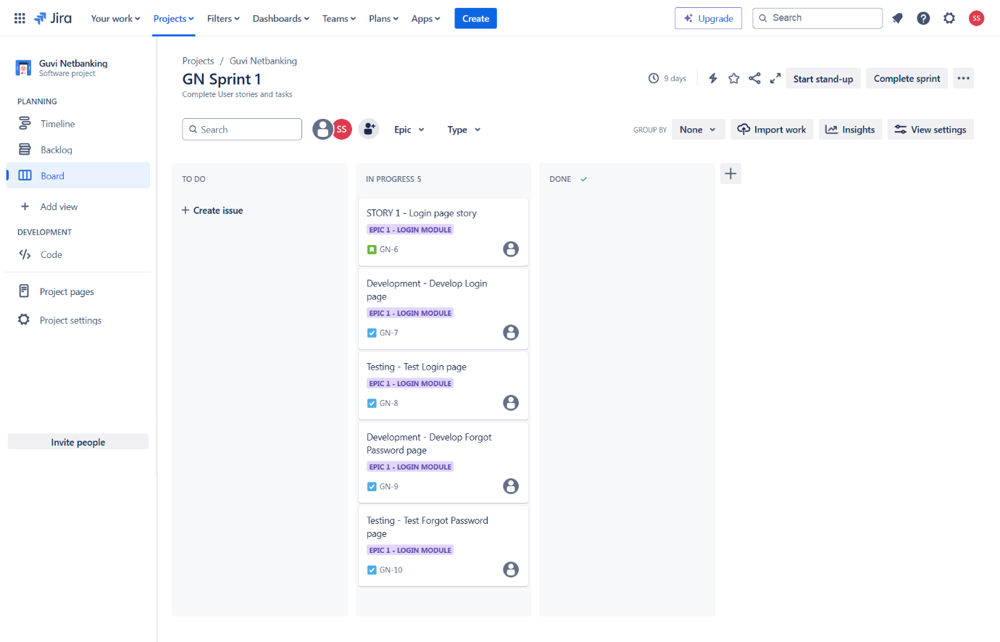 Jira Your work Projects Filters Dashboards Teams Plans Apps Create Upgrade Search SS
Guvi Netbanking
Software project
PLANNING
Timeline
Backlog
Board
Add view
DEVELOPMENT
Code
Project pages
Project settings
Invite people
Projects / Guvi Netbanking
GN Sprint 1
Complete User stories and tasks
9 days Start stand-up Complete sprint
Search SS Epic Type GROUP BY None Import work Insights View settings
TO DO
+ Create issue
IN PROGRESS 5
STORY 1 - Login page story
EPIC 1 - LOGIN MODULE
GN-6
Development - Develop Login
page
EPIC 1 - LOGIN MODULE
GN-7
Testing - Test Login page
EPIC 1 - LOGIN MODULE
GN-8
Development - Develop Forgot
Password page
EPIC 1 - LOGIN MODULE
GN-9
Testing - Test Forgot Password
page
EPIC 1 - LOGIN MODULE
GN-10
DONE